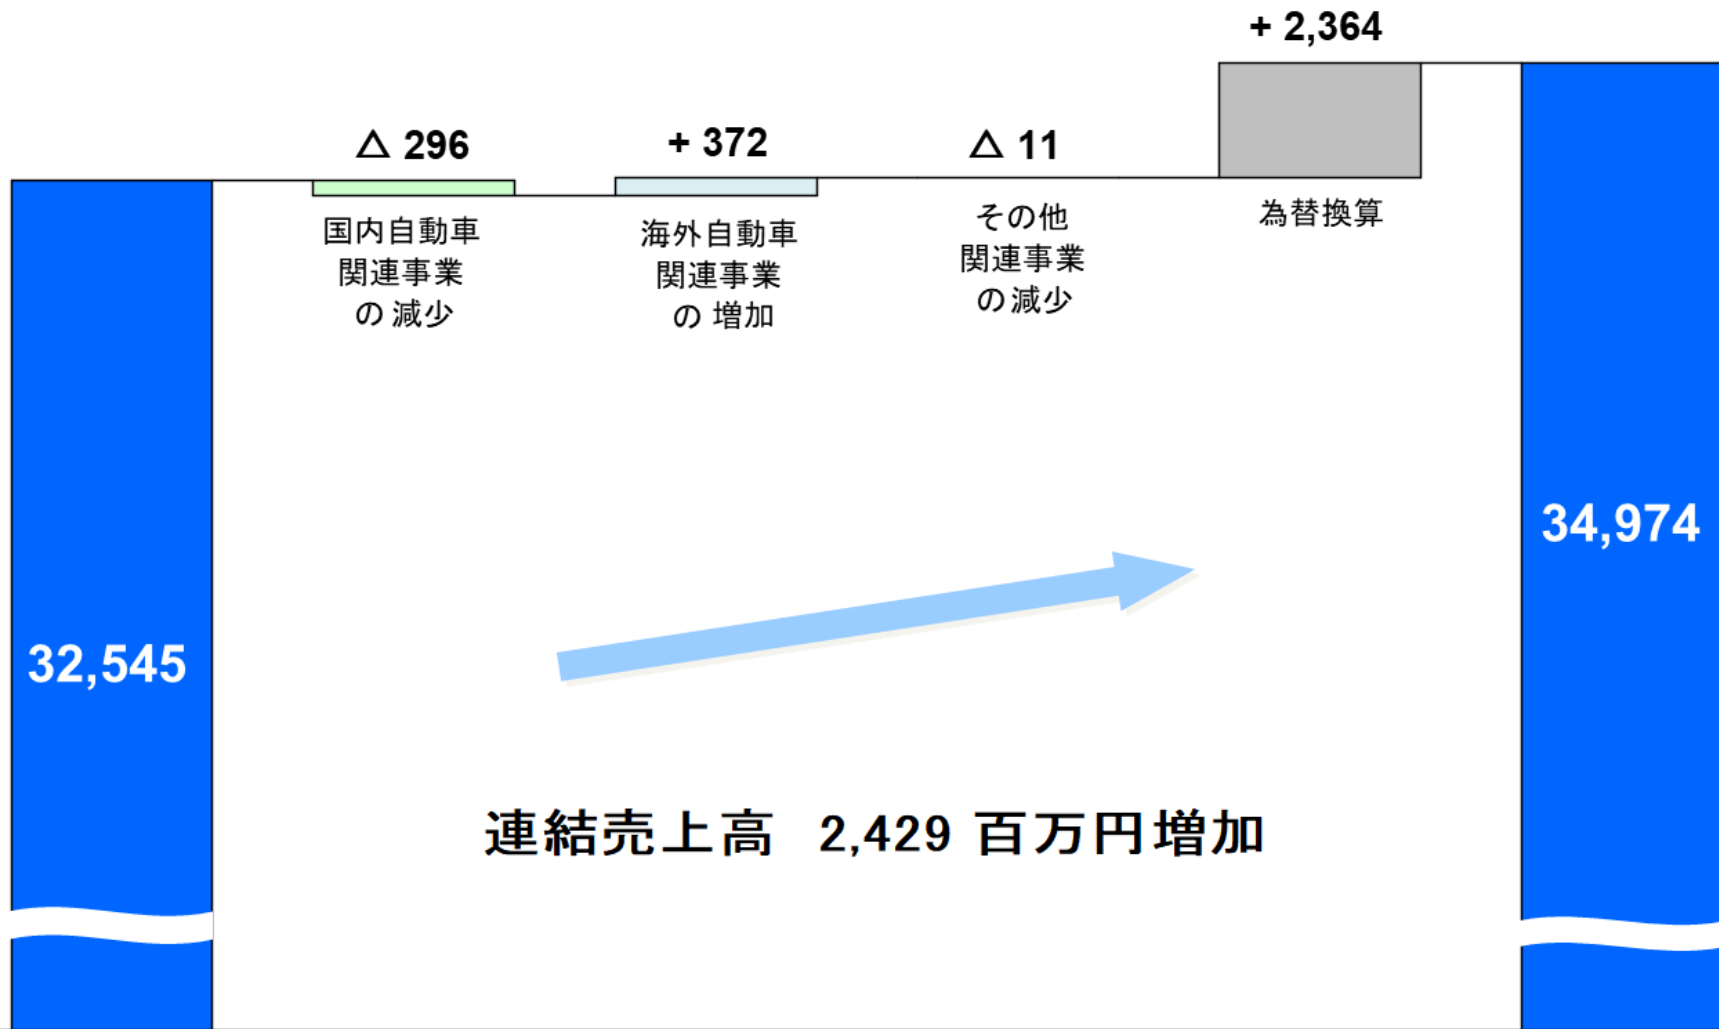 + 2,364
△ 296
+ 372
△ 11
国内自動車
関連事業
の 減少
海外自動車
関連事業
の 増加
その他
関連事業
の 減少
為替換算
32,545
34,974
連結売上高 2,429 百万円増加